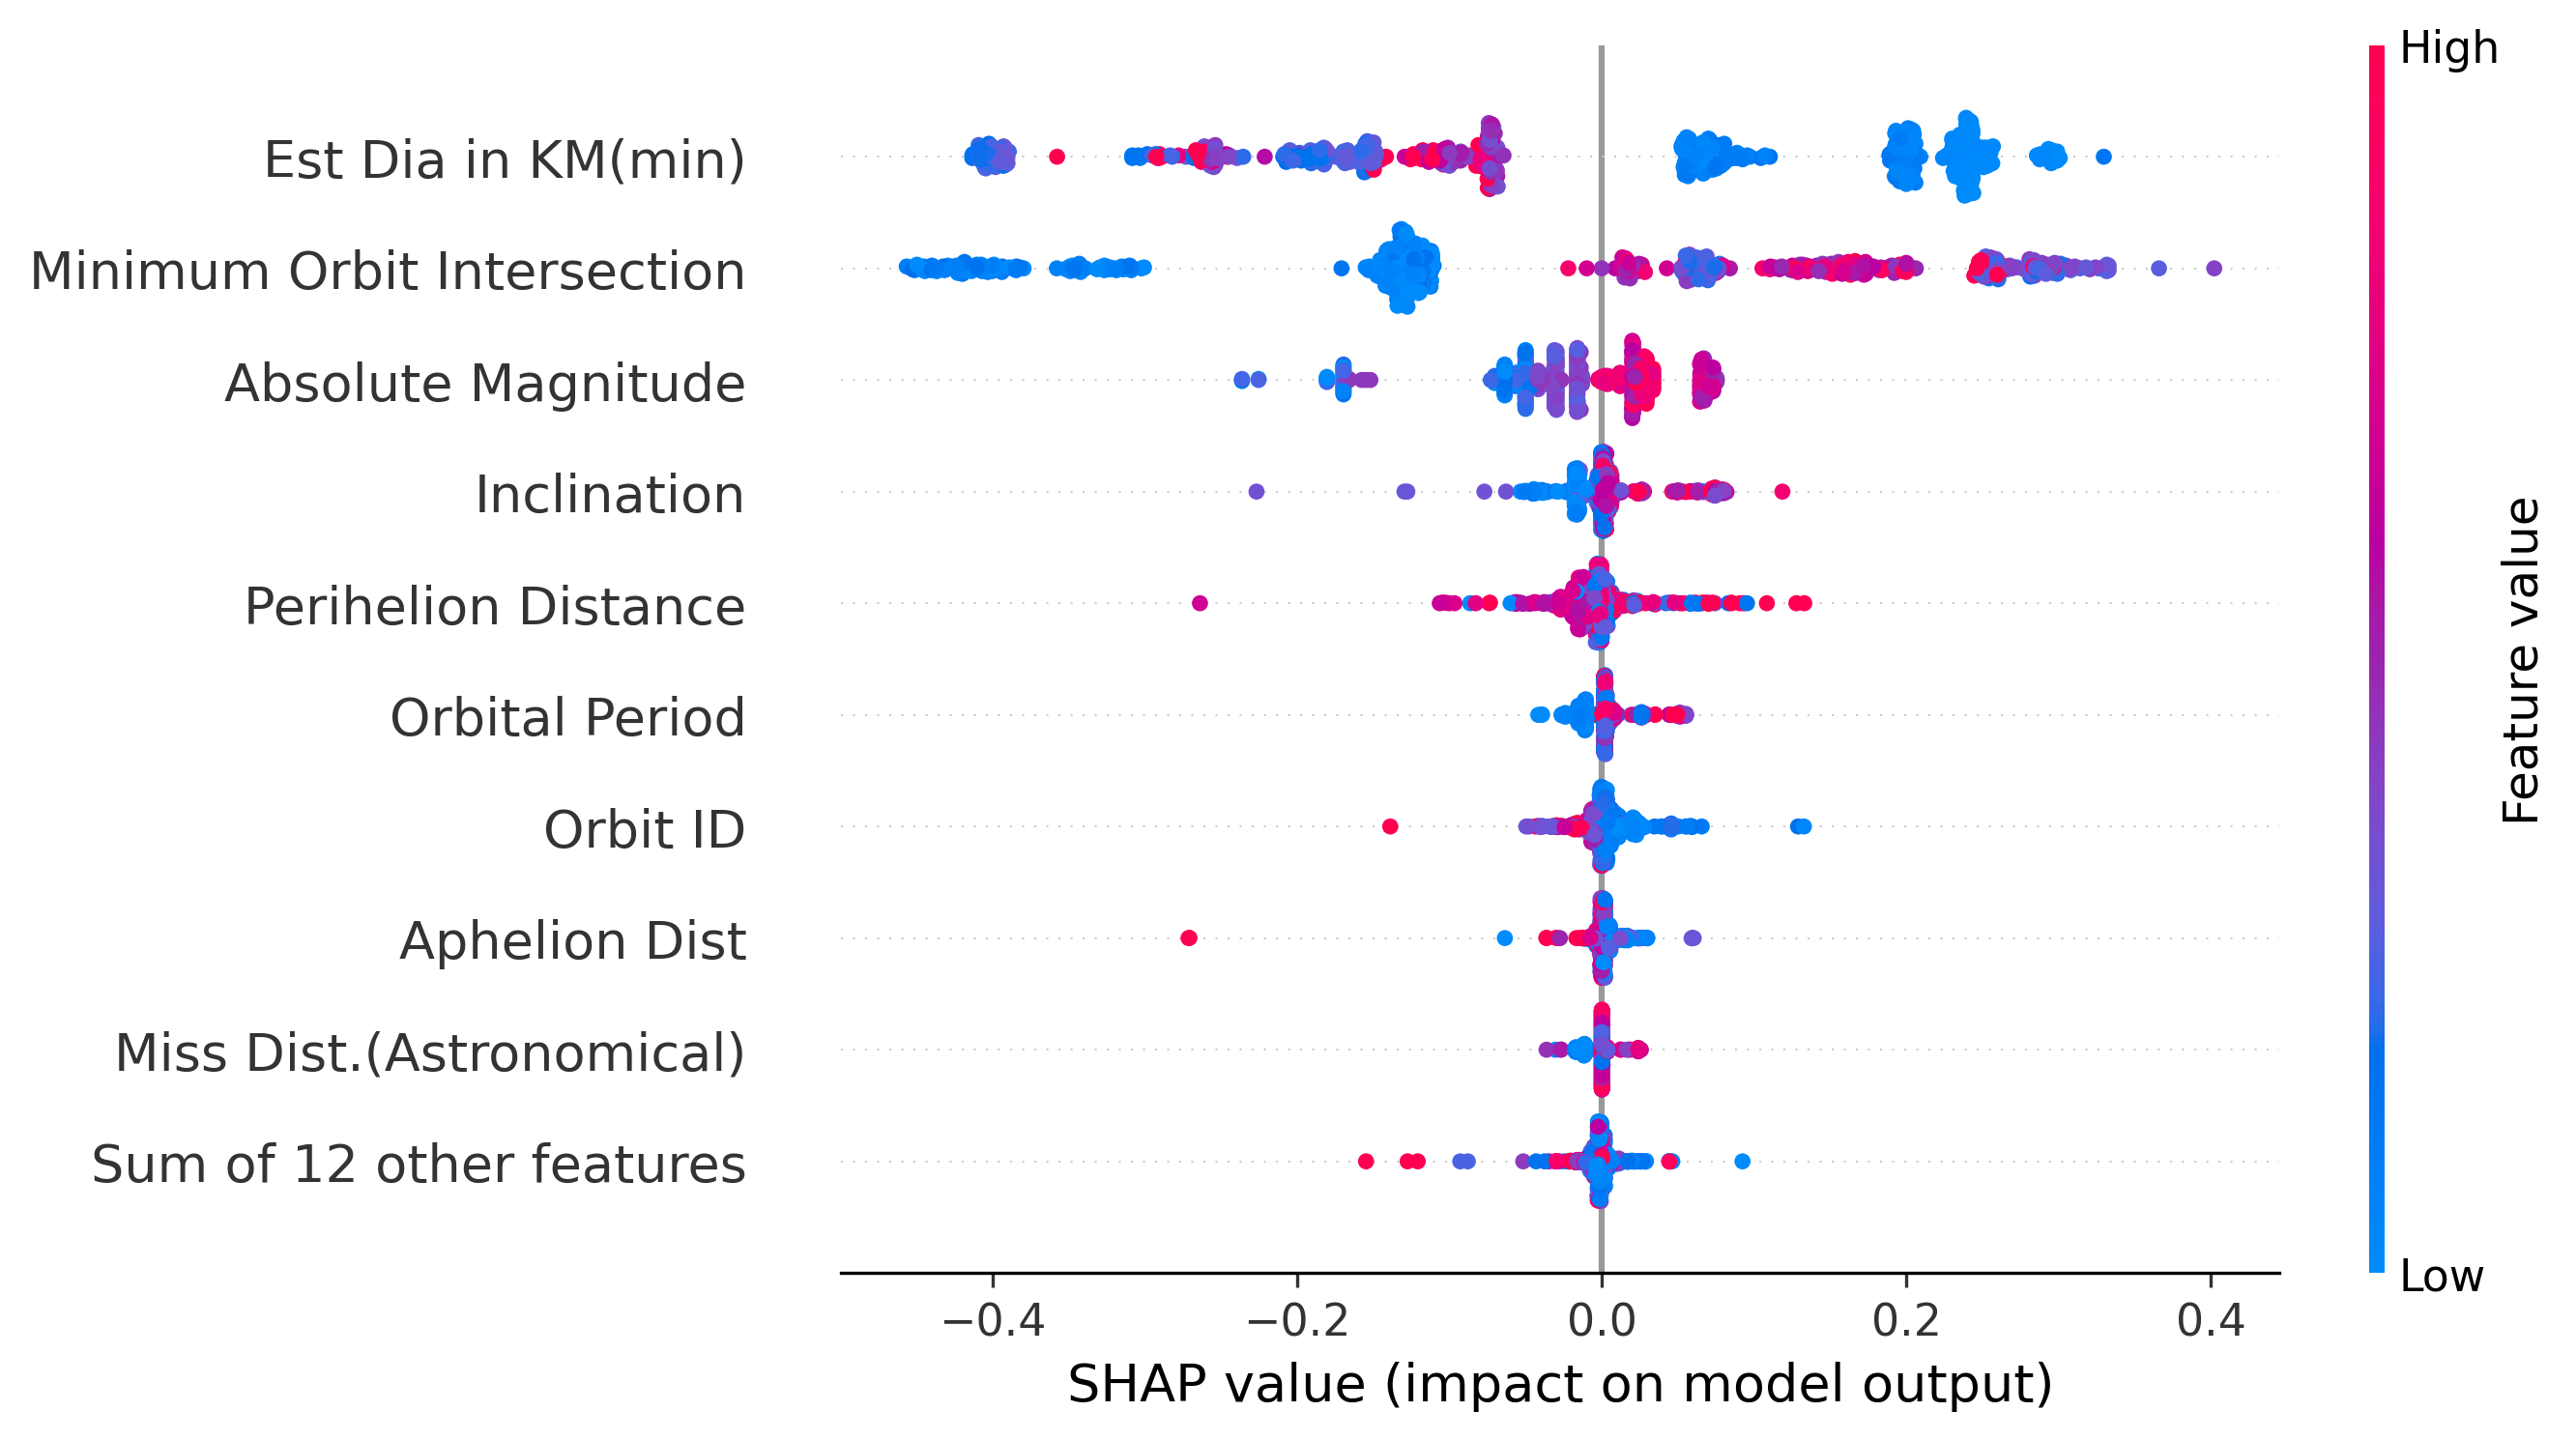 High
Est Dia in KM(min)
Minimum Orbit Intersection
Absolute Magnitude
Inclination
Perihelion Distance
Orbital Period
Orbit ID
Aphelion Dist
Miss Dist.(Astronomical)
Sum of 12 other features
Feature value
Low
−0.4 −0.2 0.0 0.2 0.4
SHAP value (impact on model output)